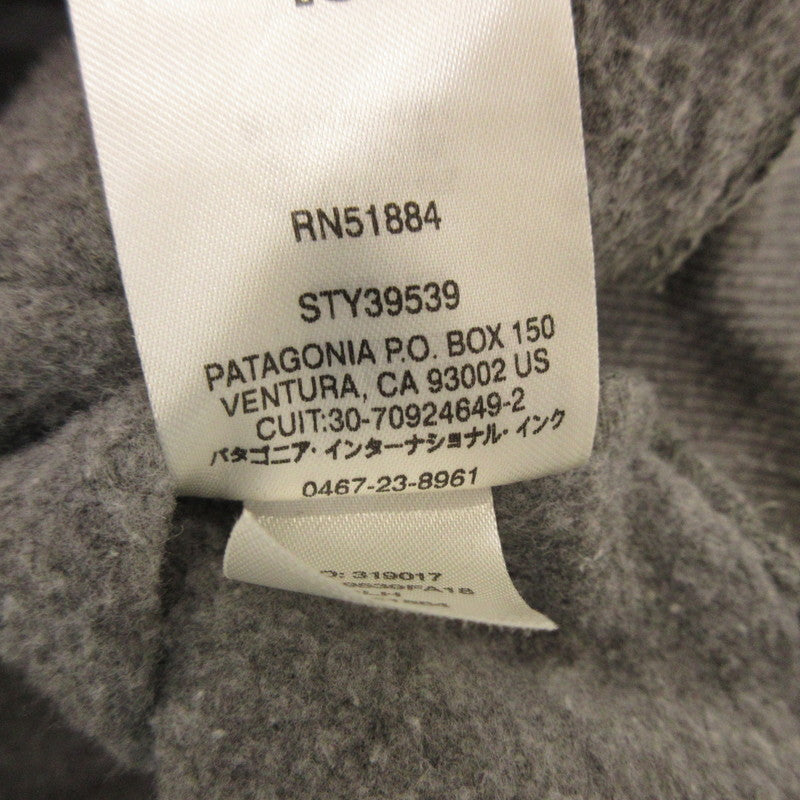 RN51884
STY39539
PATAGONIA P.O. BOX 150
VENTURA, CA 93002 US
CUIT:30-70924649-2
パタゴニア・インターナショナル・インク
0467-23-8961
319017